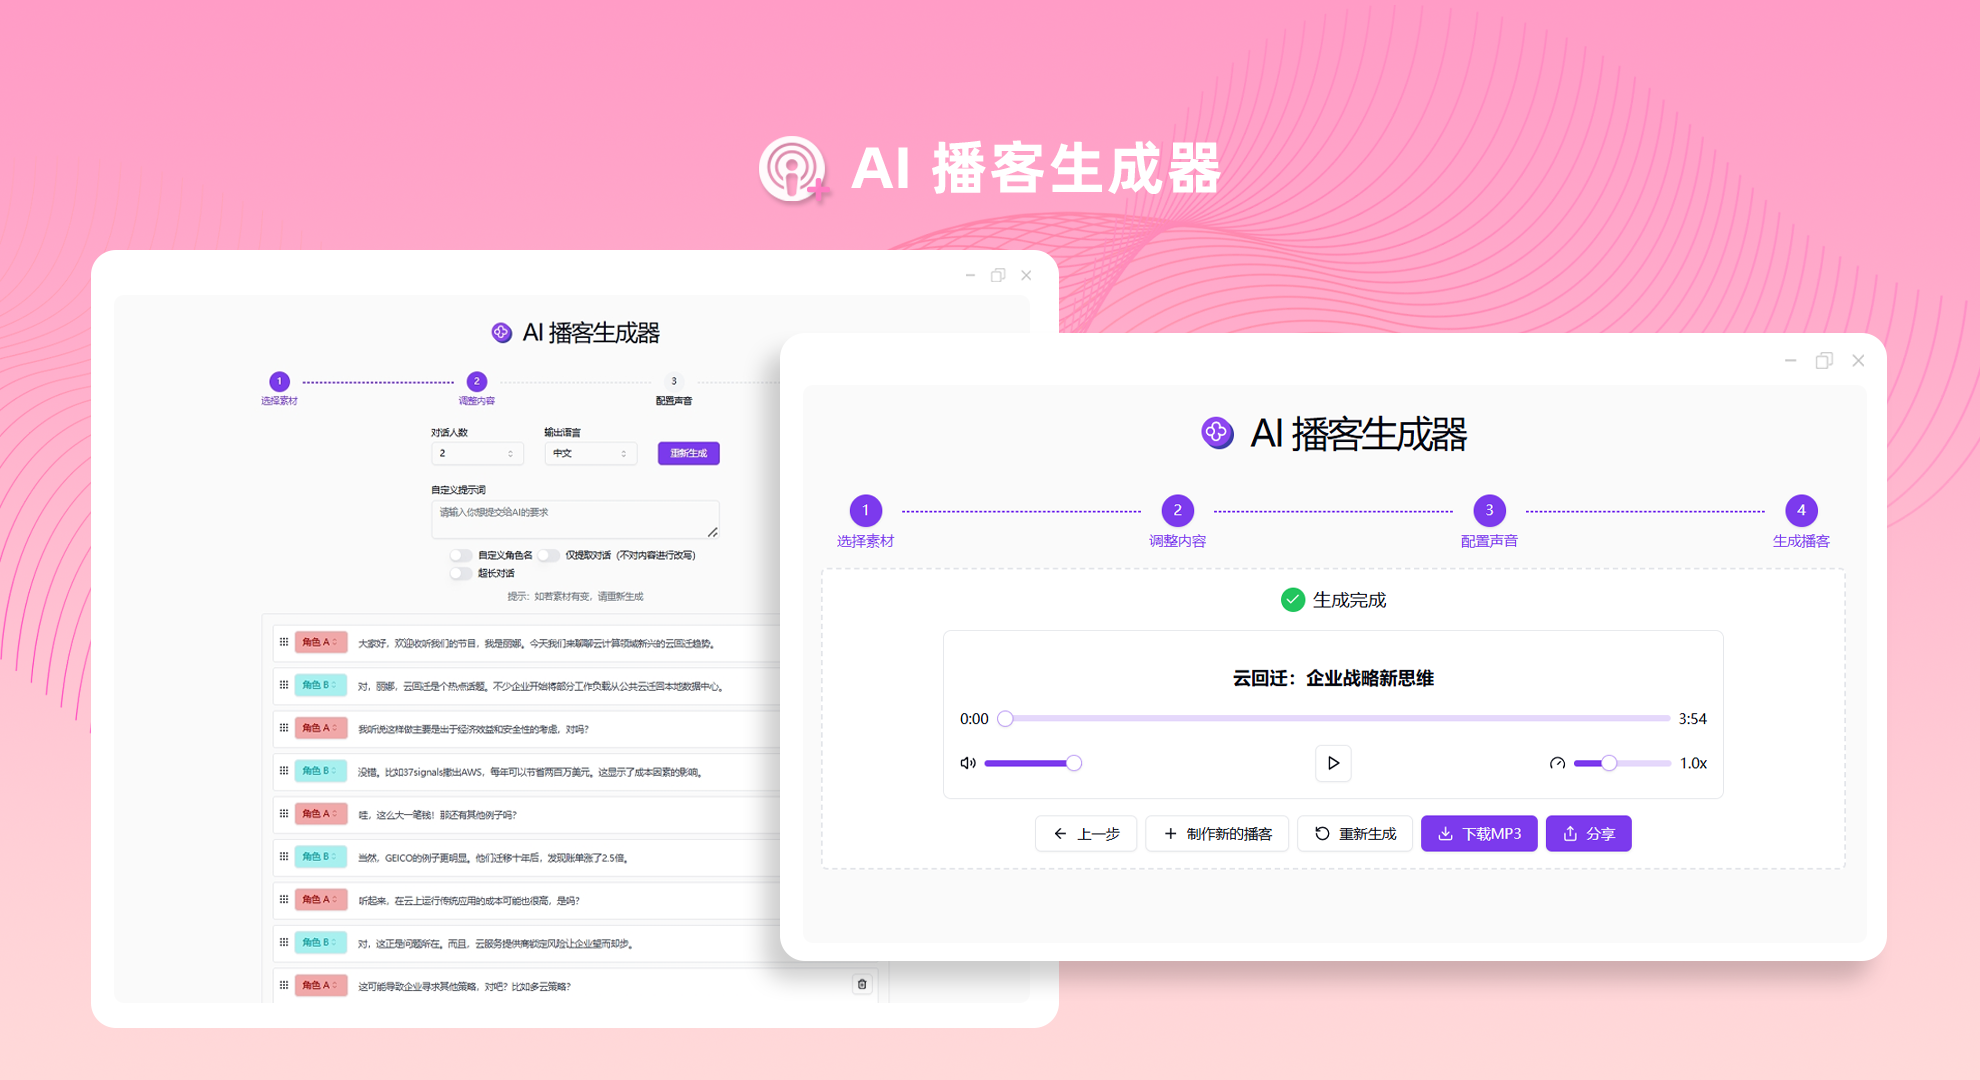 AI 播客生成器
AI 播客生成器
1
2
3
选择素材
调整内容
配置声音
对话人数
输出语言
2
中文
重新生成
自定义提示词
请输入你想提交给AI的要求
自定义角色名
仅提取对话（不对内容进行改写）
超长对话
提示：如若素材有变，请重新生成
角色 A
大家好，欢迎收听我们的节目，我是丽娜。今天我们来聊聊云计算领域新兴的云回迁趋势。
角色 B
对，丽娜，云回迁是个热点话题。不少企业开始将部分工作负载从公共云迁回本地数据中心。
角色 A
我听说这样做主要是出于经济效益和安全性的考虑，对吗？
角色 B
没错。比如37signals撤出AWS，每年可以节省两百万美元。这显示了成本因素的影响。
角色 A
哇，这么大一笔钱！那还有其他例子吗？
角色 B
当然，GEICO的例子更明显。他们迁移十年后，发现账单涨了2.5倍。
角色 A
听起来，在云上运行传统应用的成本可能也很高，是吗？
角色 B
对，这正是问题所在。而且，云服务提供商锁定风险让企业望而却步。
角色 A
这可能导致企业寻求其他策略，对吧？比如多云策略？
AI 播客生成器
1
2
3
4
选择素材
调整内容
配置声音
生成播客
生成完成
云回迁：企业战略新思维
0:00
3:54
1.0x
上一步
制作新的播客
重新生成
下载MP3
分享